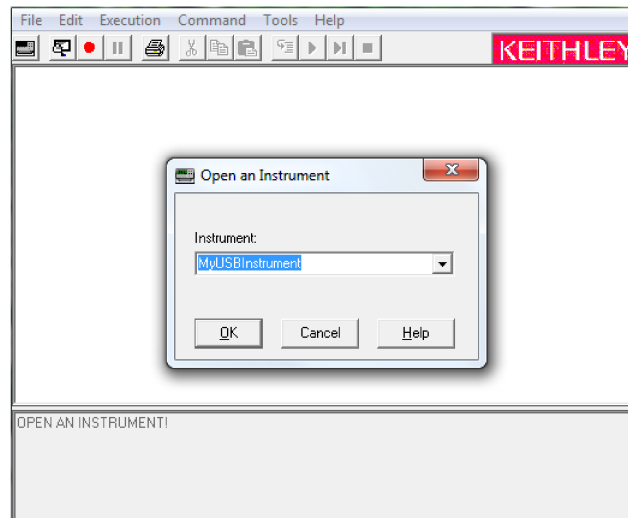 File Edit Execution Command Tools Help
KEITHLEY
Open an Instrument
Instrument:
MyUSBInstrument
OK Cancel Help
OPEN AN INSTRUMENT!